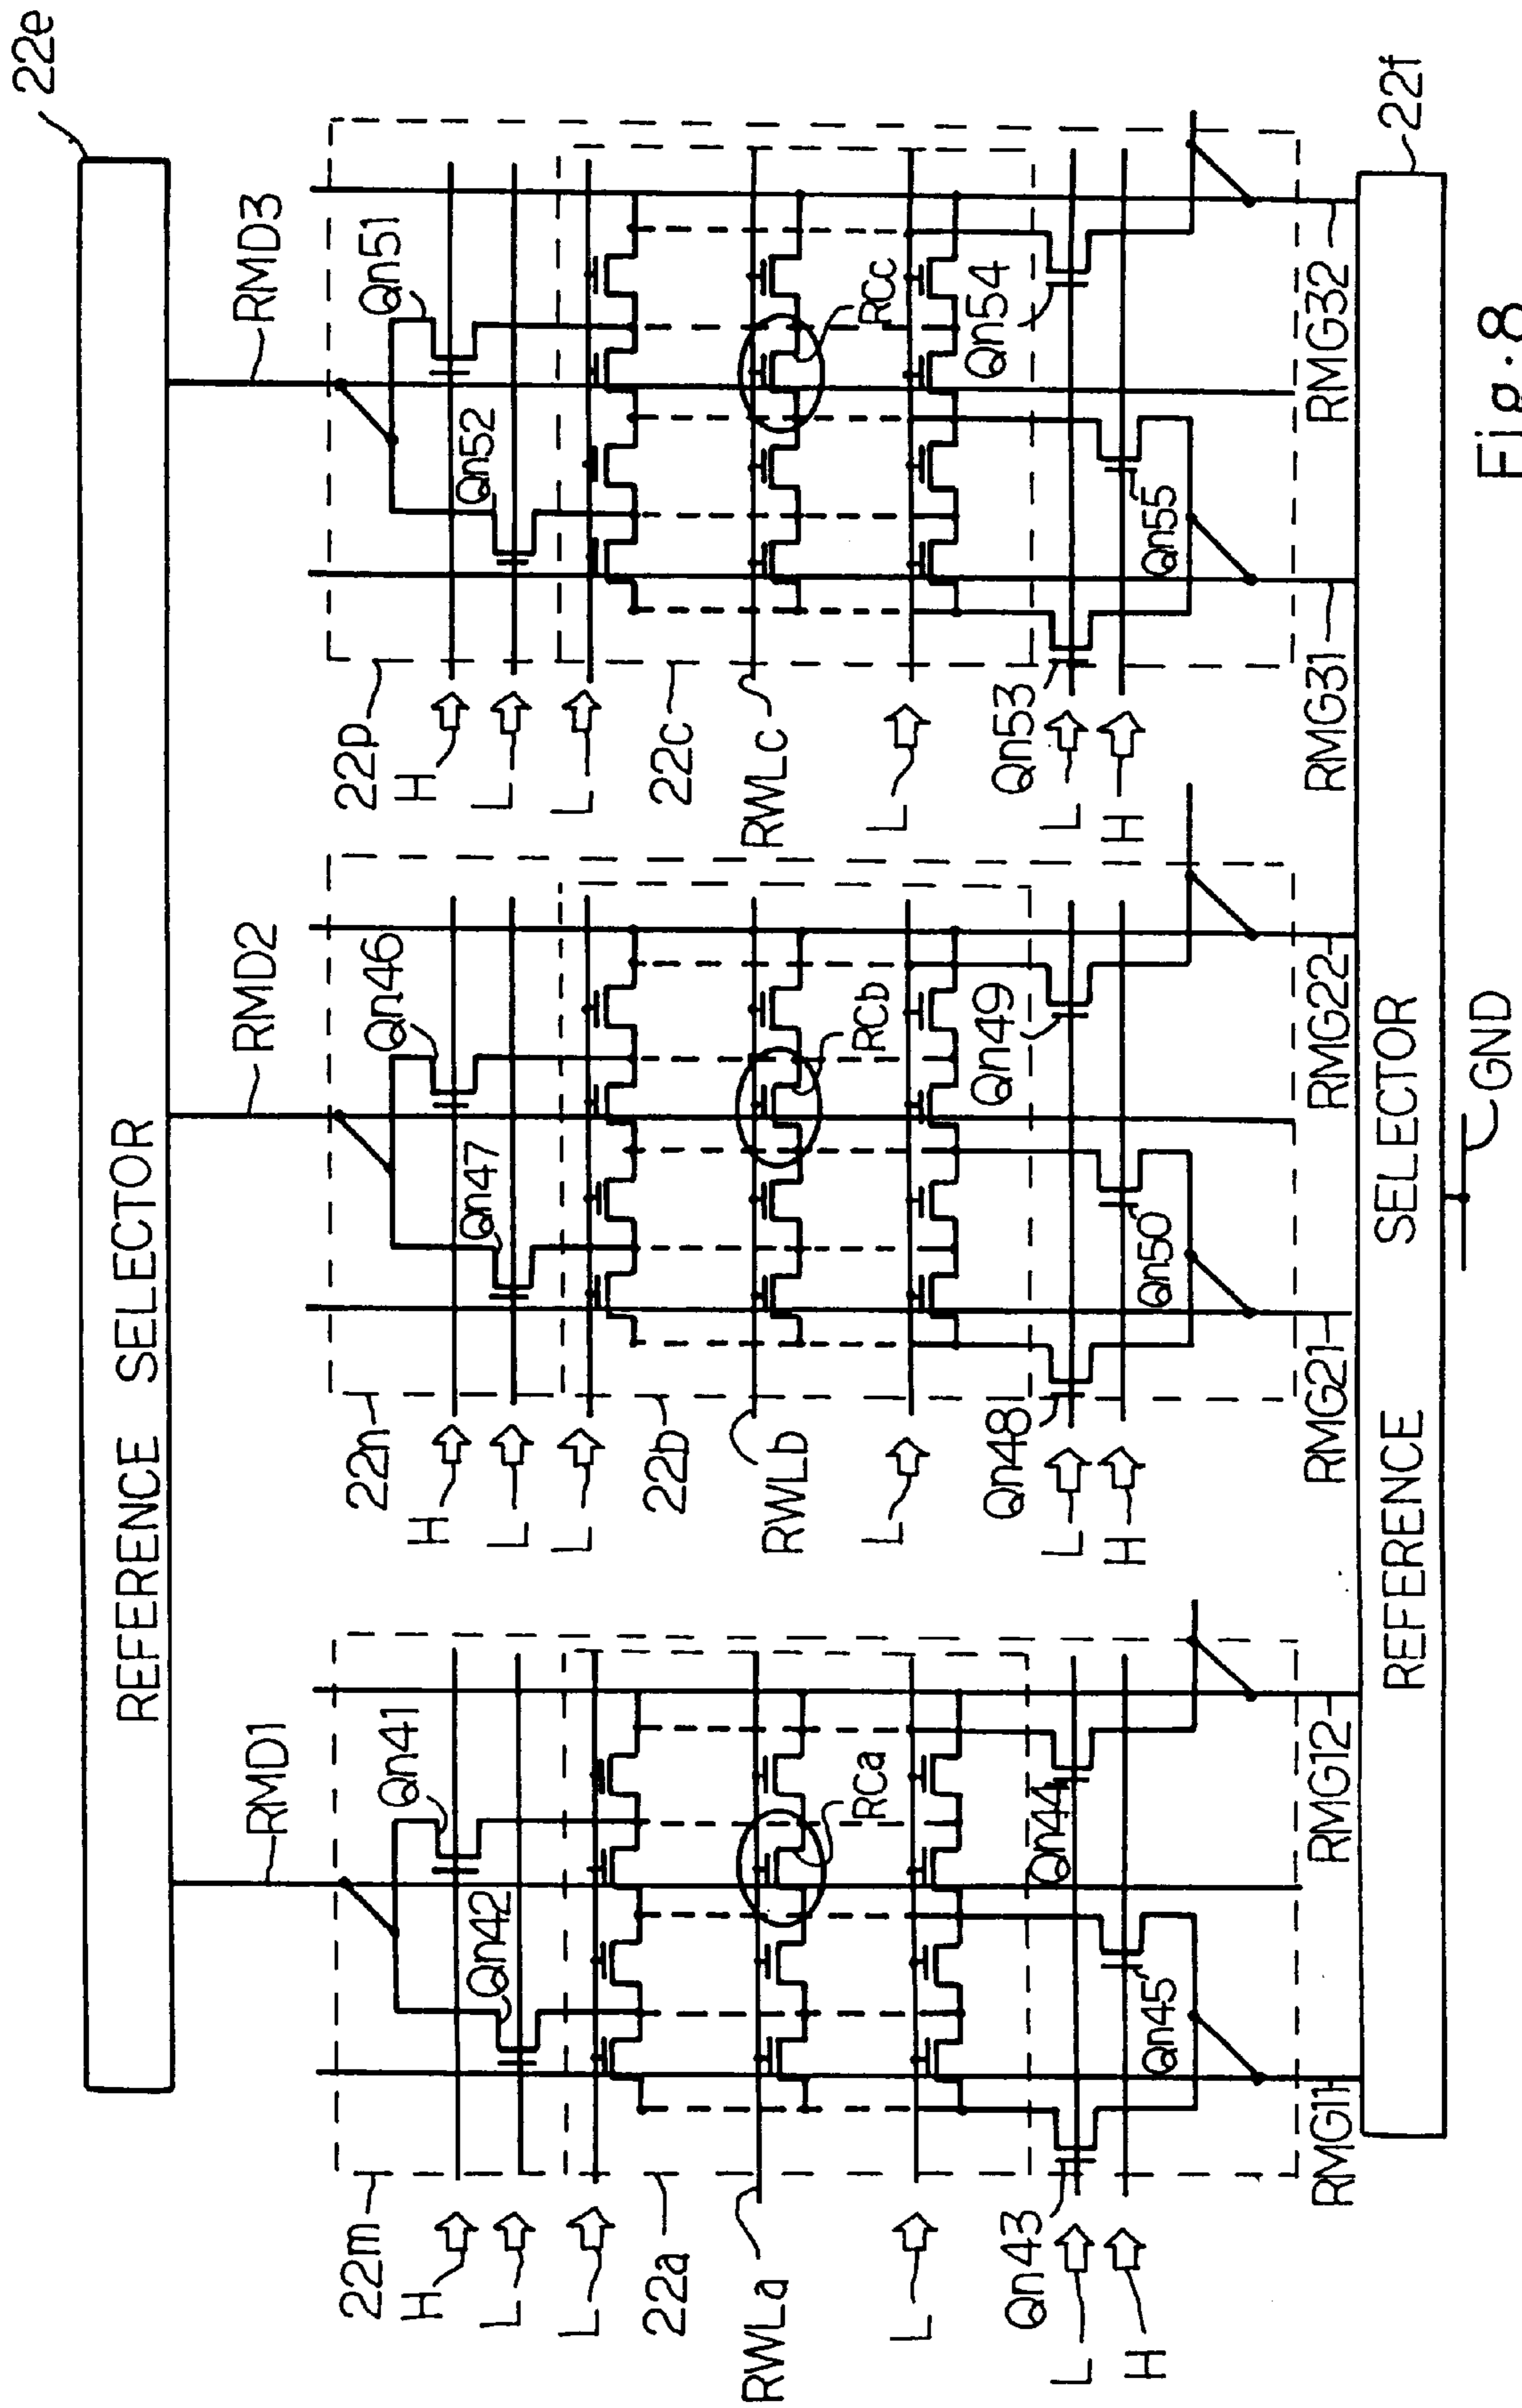 22e
REFERENCE SELECTOR
RMD1
RMD2
RMD3
22m
22n
22p
Qn41
Qn42
Qn46
Qn47
Qn51
Qn52
H
L
L
H
L
L
H
L
L
22a
22b
22c
RWLa
RWLb
RWLc
RCa
RCb
RCc
L
L
L
Qn43
Qn44
Qn45
Qn48
Qn49
Qn50
Qn53
Qn54
Qn55
L
H
L
H
L
H
RMG11
RMG12
RMG21
RMG22
RMG31
RMG32
REFERENCE SELECTOR
22f
GND
Fig. 8